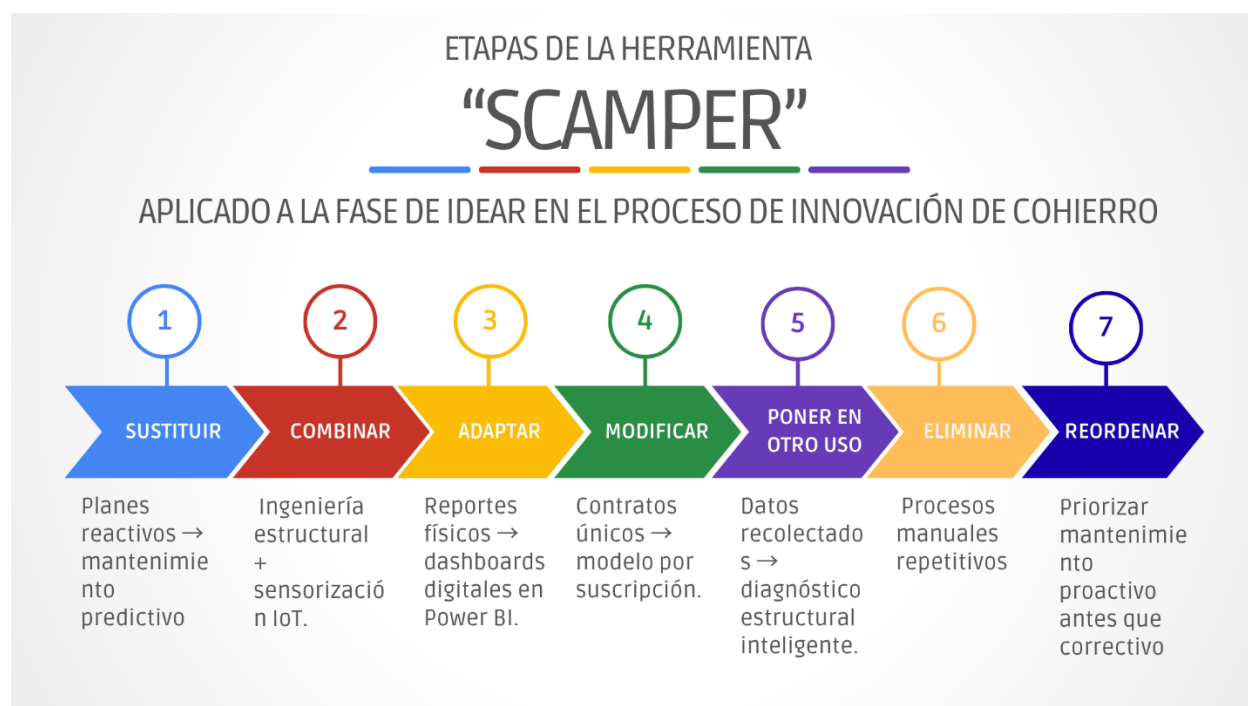 ETAPAS DE LA HERRAMIENTA
“SCAMPER”
APLICADO A LA FASE DE IDEAR EN EL PROCESO DE INNOVACIÓN DE COHIERRO
1
SUSTITUIR
Planes
reactivos →
mantenimie
nto
predictivo
2
COMBINAR
Ingeniería
estructural
+
sensorizació
n IoT.
3
ADAPTAR
Reportes
físicos →
dashboards
digitales en
Power BI.
4
MODIFICAR
Contratos
únicos →
modelo por
suscripción.
5
PONER EN
OTRO USO
Datos
recolectado
s →
diagnóstico
estructural
inteligente.
6
ELIMINAR
Procesos
manuales
repetitivos
7
REORDENAR
Priorizar
mantenimie
nto
proactivo
antes que
correctivo